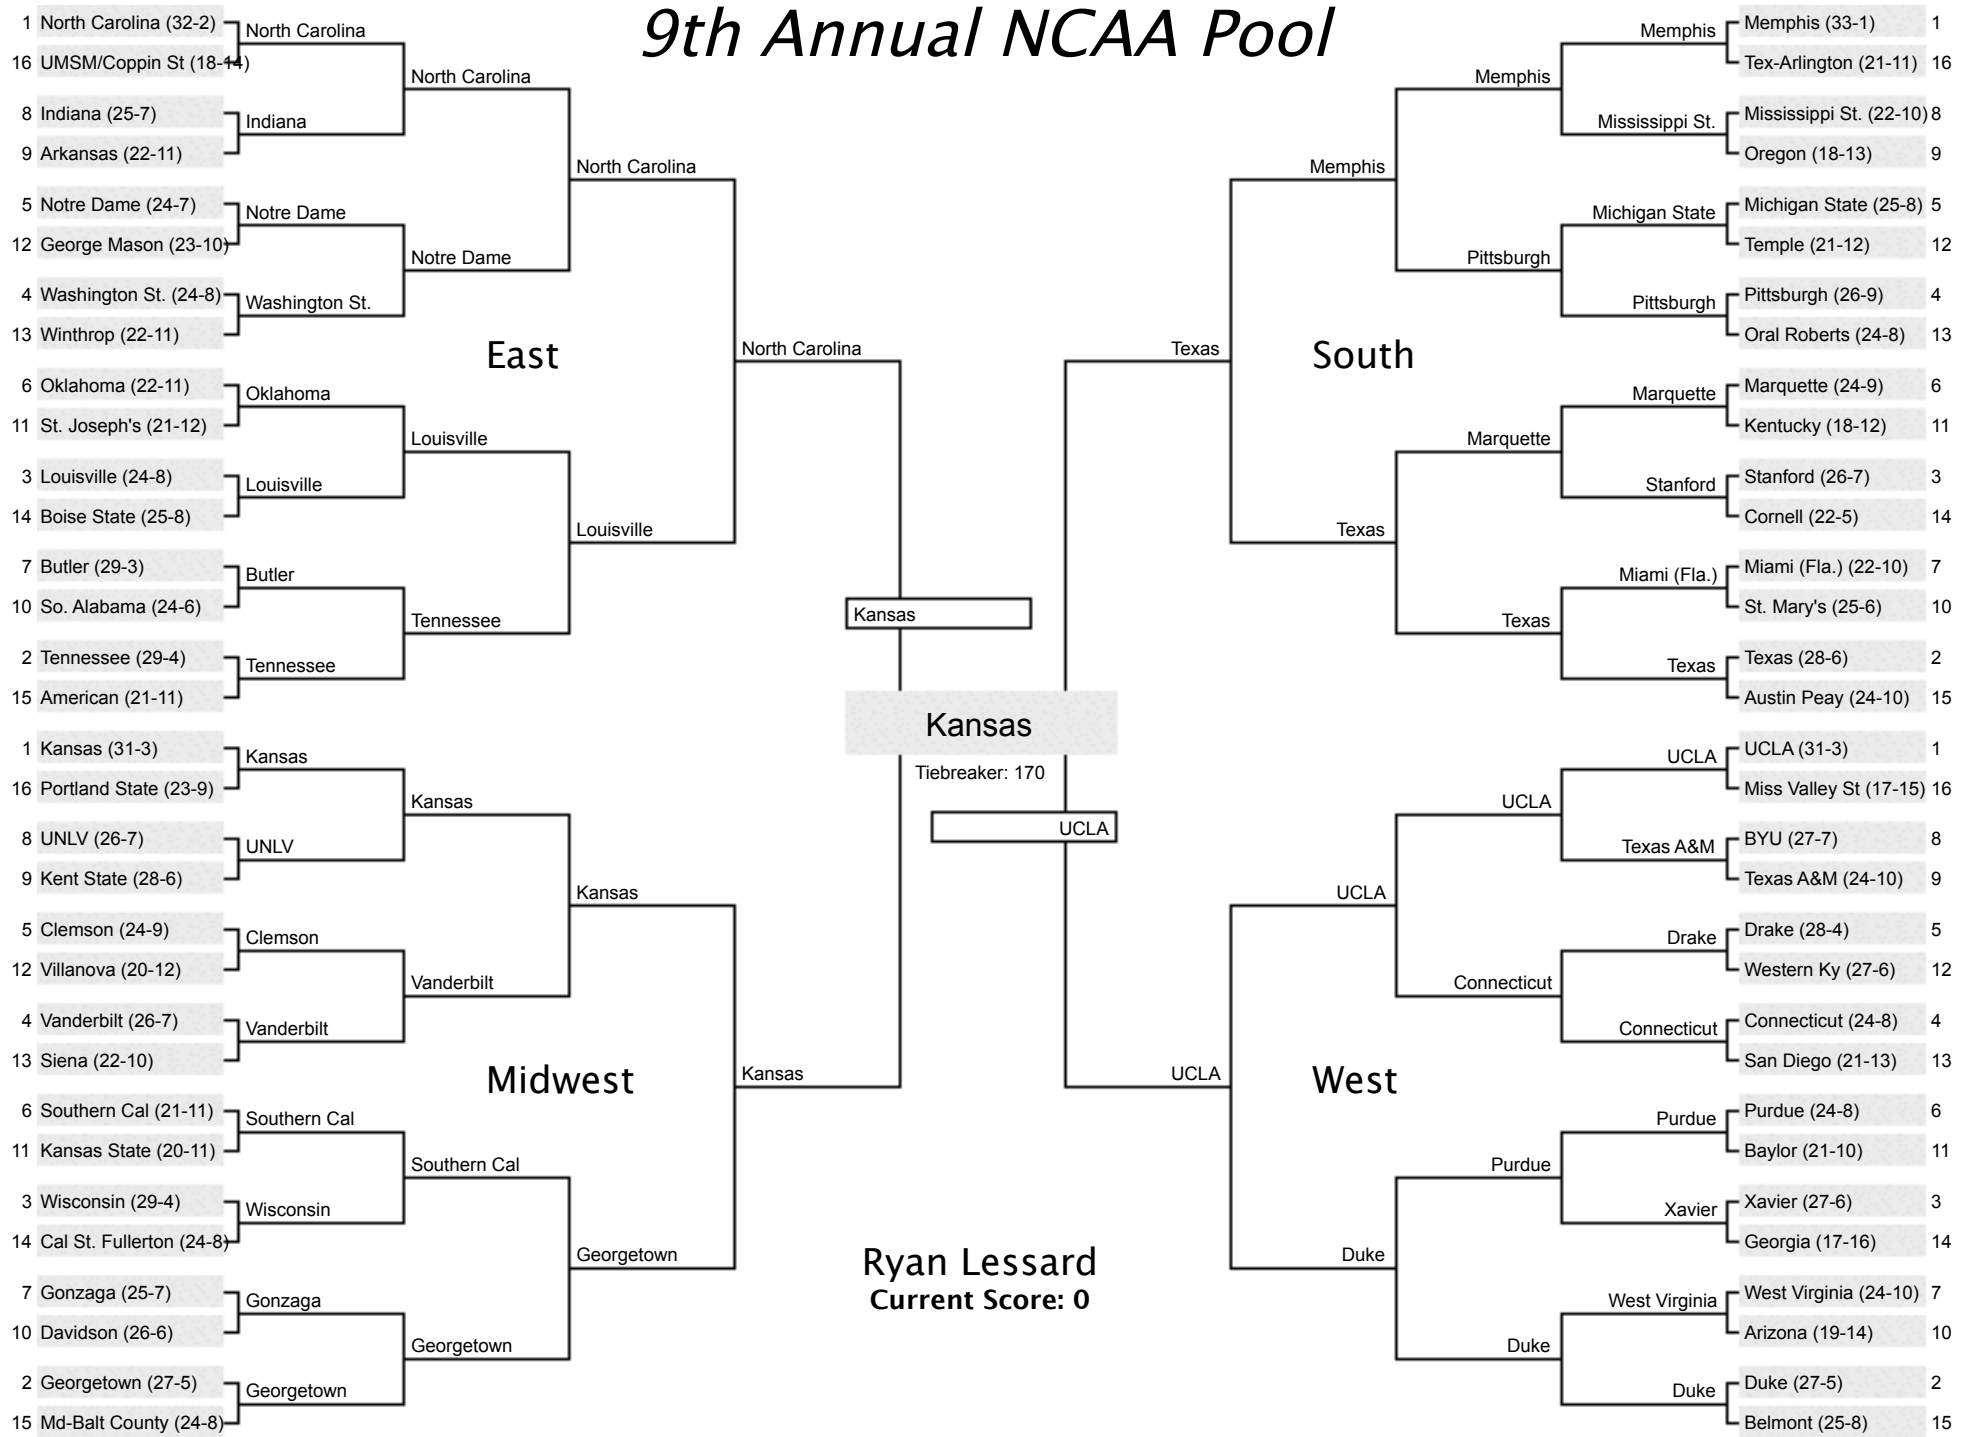 9th Annual NCAA Pool
1 North Carolina (32-2)
16 UMSM/Coppin St (18-14)
8 Indiana (25-7)
9 Arkansas (22-11)
5 Notre Dame (24-7)
12 George Mason (23-10)
4 Washington St. (24-8)
13 Winthrop (22-11)
6 Oklahoma (22-11)
11 St. Joseph's (21-12)
3 Louisville (24-8)
14 Boise State (25-8)
7 Butler (29-3)
10 So. Alabama (24-6)
2 Tennessee (29-4)
15 American (21-11)
North Carolina
Indiana
Notre Dame
Washington St.
Oklahoma
Louisville
Butler
Tennessee
North Carolina
Notre Dame
Louisville
Tennessee
North Carolina
Louisville
East
North Carolina
1 Kansas (31-3)
16 Portland State (23-9)
8 UNLV (26-7)
9 Kent State (28-6)
5 Clemson (24-9)
12 Villanova (20-12)
4 Vanderbilt (26-7)
13 Siena (22-10)
6 Southern Cal (21-11)
11 Kansas State (20-11)
3 Wisconsin (29-4)
14 Cal St. Fullerton (24-8)
7 Gonzaga (25-7)
10 Davidson (26-6)
2 Georgetown (27-5)
15 Md-Balt County (24-8)
Kansas
UNLV
Clemson
Vanderbilt
Southern Cal
Wisconsin
Gonzaga
Georgetown
Kansas
Vanderbilt
Southern Cal
Georgetown
Kansas
Georgetown
Midwest
Kansas
Kansas
Kansas
Tiebreaker: 170
UCLA
Ryan Lessard
Current Score: 0
Memphis (33-1) 1
Tex-Arlington (21-11) 16
Mississippi St. (22-10) 8
Oregon (18-13) 9
Michigan State (25-8) 5
Temple (21-12) 12
Pittsburgh (26-9) 4
Oral Roberts (24-8) 13
Marquette (24-9) 6
Kentucky (18-12) 11
Stanford (26-7) 3
Cornell (22-5) 14
Miami (Fla.) (22-10) 7
St. Mary's (25-6) 10
Texas (28-6) 2
Austin Peay (24-10) 15
Memphis
Mississippi St.
Michigan State
Pittsburgh
Marquette
Stanford
Miami (Fla.)
Texas
Memphis
Pittsburgh
Marquette
Texas
Memphis
Texas
South
Texas
UCLA (31-3) 1
Miss Valley St (17-15) 16
BYU (27-7) 8
Texas A&M (24-10) 9
Drake (28-4) 5
Western Ky (27-6) 12
Connecticut (24-8) 4
San Diego (21-13) 13
Purdue (24-8) 6
Baylor (21-10) 11
Xavier (27-6) 3
Georgia (17-16) 14
West Virginia (24-10) 7
Arizona (19-14) 10
Duke (27-5) 2
Belmont (25-8) 15
UCLA
Texas A&M
Drake
Connecticut
Purdue
Xavier
West Virginia
Duke
UCLA
Connecticut
Purdue
Duke
UCLA
Duke
West
UCLA